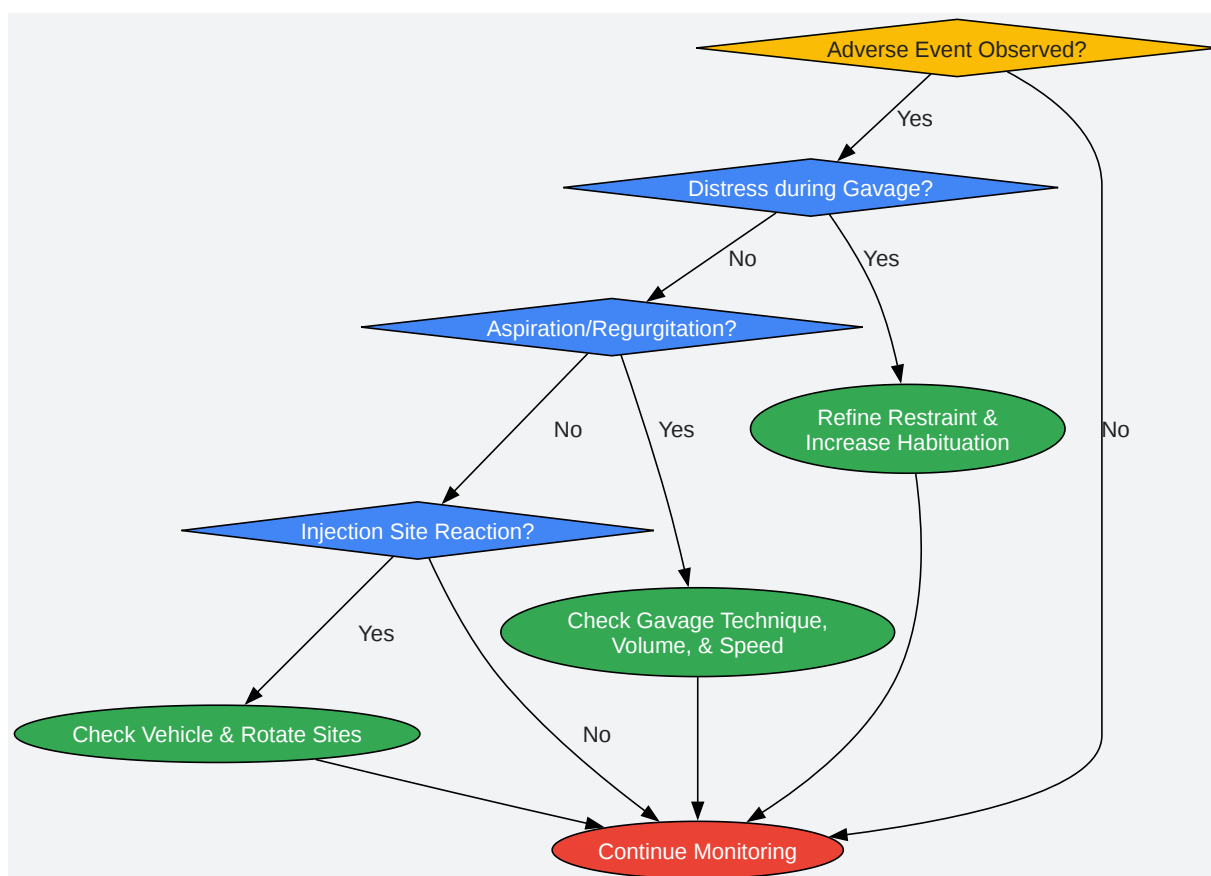 Adverse Event Observed?
Yes
Distress during Gavage?
No
Yes
Aspiration/Regurgitation?
Refine Restraint &
Increase Habituation
No
Yes
No
Injection Site Reaction?
Check Gavage Technique,
Volume, & Speed
Yes
Check Vehicle & Rotate Sites
No
Continue Monitoring